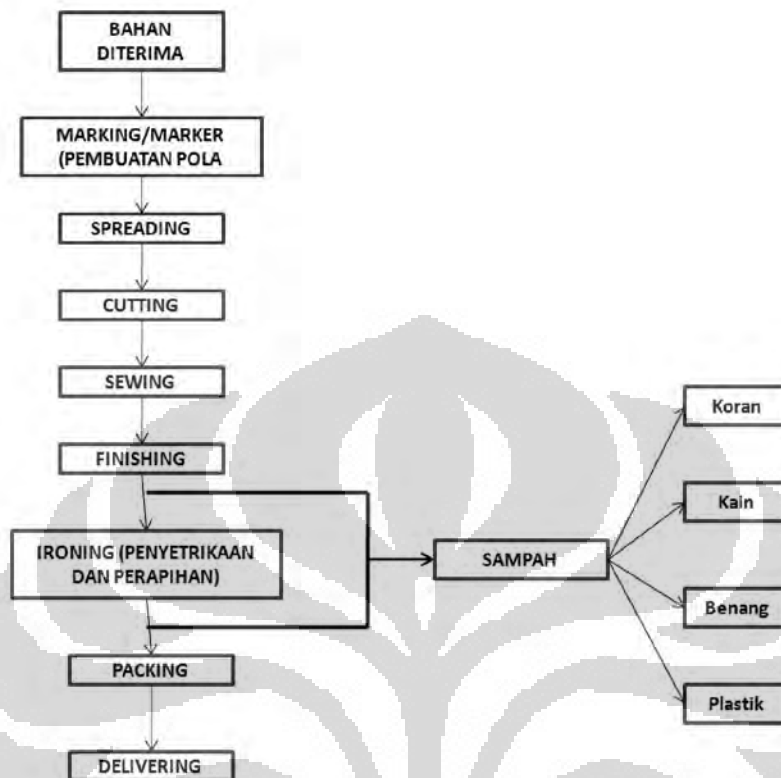 BAHAN
DITERIMA
MARKING/MARKER
(PEMBUATAN POLA
SPREADING
CUTTING
SEWING
FINISHING
IRONING (PENYETRIKAAN
DAN PERAPIHAN)
PACKING
DELIVERING
SAMPAH
Koran
Kain
Benang
Plastik